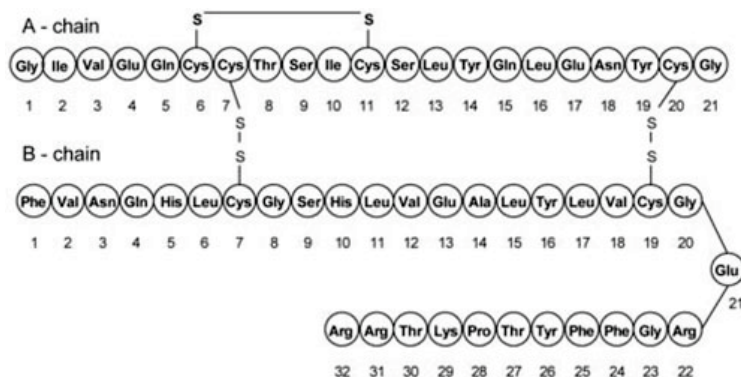 S S
A - chain
Gly Ile Val Glu Gln Cys Cys Thr Ser Ile Cys Ser Leu Tyr Gln Leu Glu Asn Tyr Cys Gly
1 2 3 4 5 6 7 8 9 10 11 12 13 14 15 16 17 18 19 20 21
S S
S S
B - chain
Phe Val Asn Gln His Leu Cys Gly Ser His Leu Val Glu Ala Leu Tyr Leu Val Cys Gly
1 2 3 4 5 6 7 8 9 10 11 12 13 14 15 16 17 18 19 20
Glu
21
Arg Arg Thr Lys Pro Thr Tyr Phe Phe Gly Arg
32 31 30 29 28 27 26 25 24 23 22